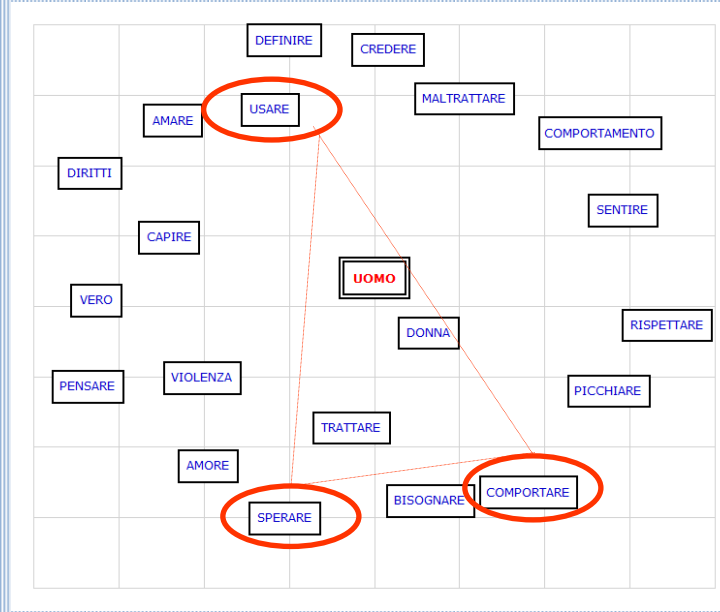 DEFINIRE
CREDERE
MALTRATTARE
USARE
AMARE
COMPORTAMENTO
DIRITTI
SENTIRE
CAPIRE
UOMO
VERO
RISPETTARE
DONNA
VIOLENZA
PENSARE
PICCHIARE
TRATTARE
AMORE
COMPORTARE
BISOGNARE
SPERARE